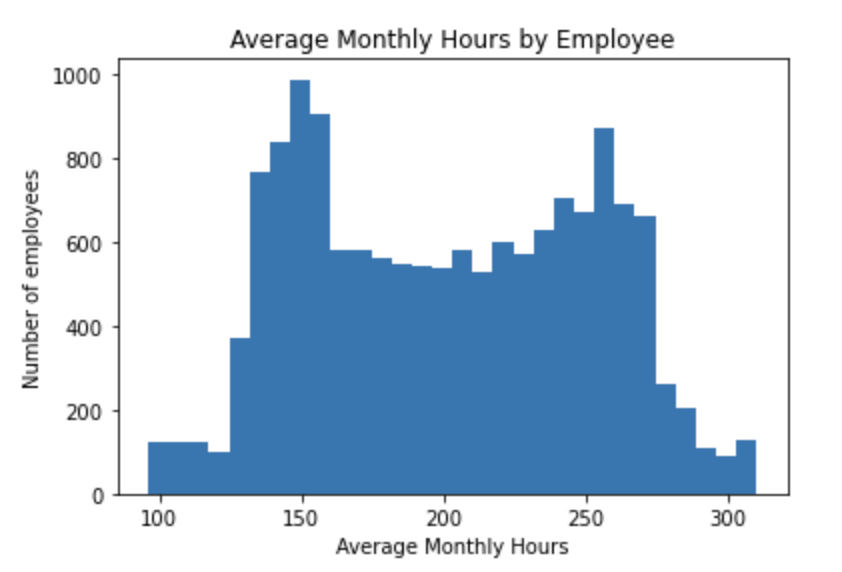 Average Monthly Hours by Employee
Number of employees
1000
800
600
400
200
0
100 150 200 250 300
Average Monthly Hours